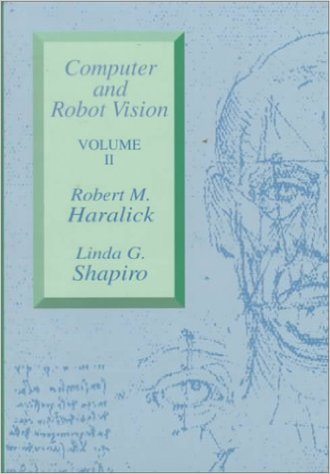 Computer
and
Robot Vision
VOLUME
II
Robert M.
Haralick
Linda G.
Shapiro